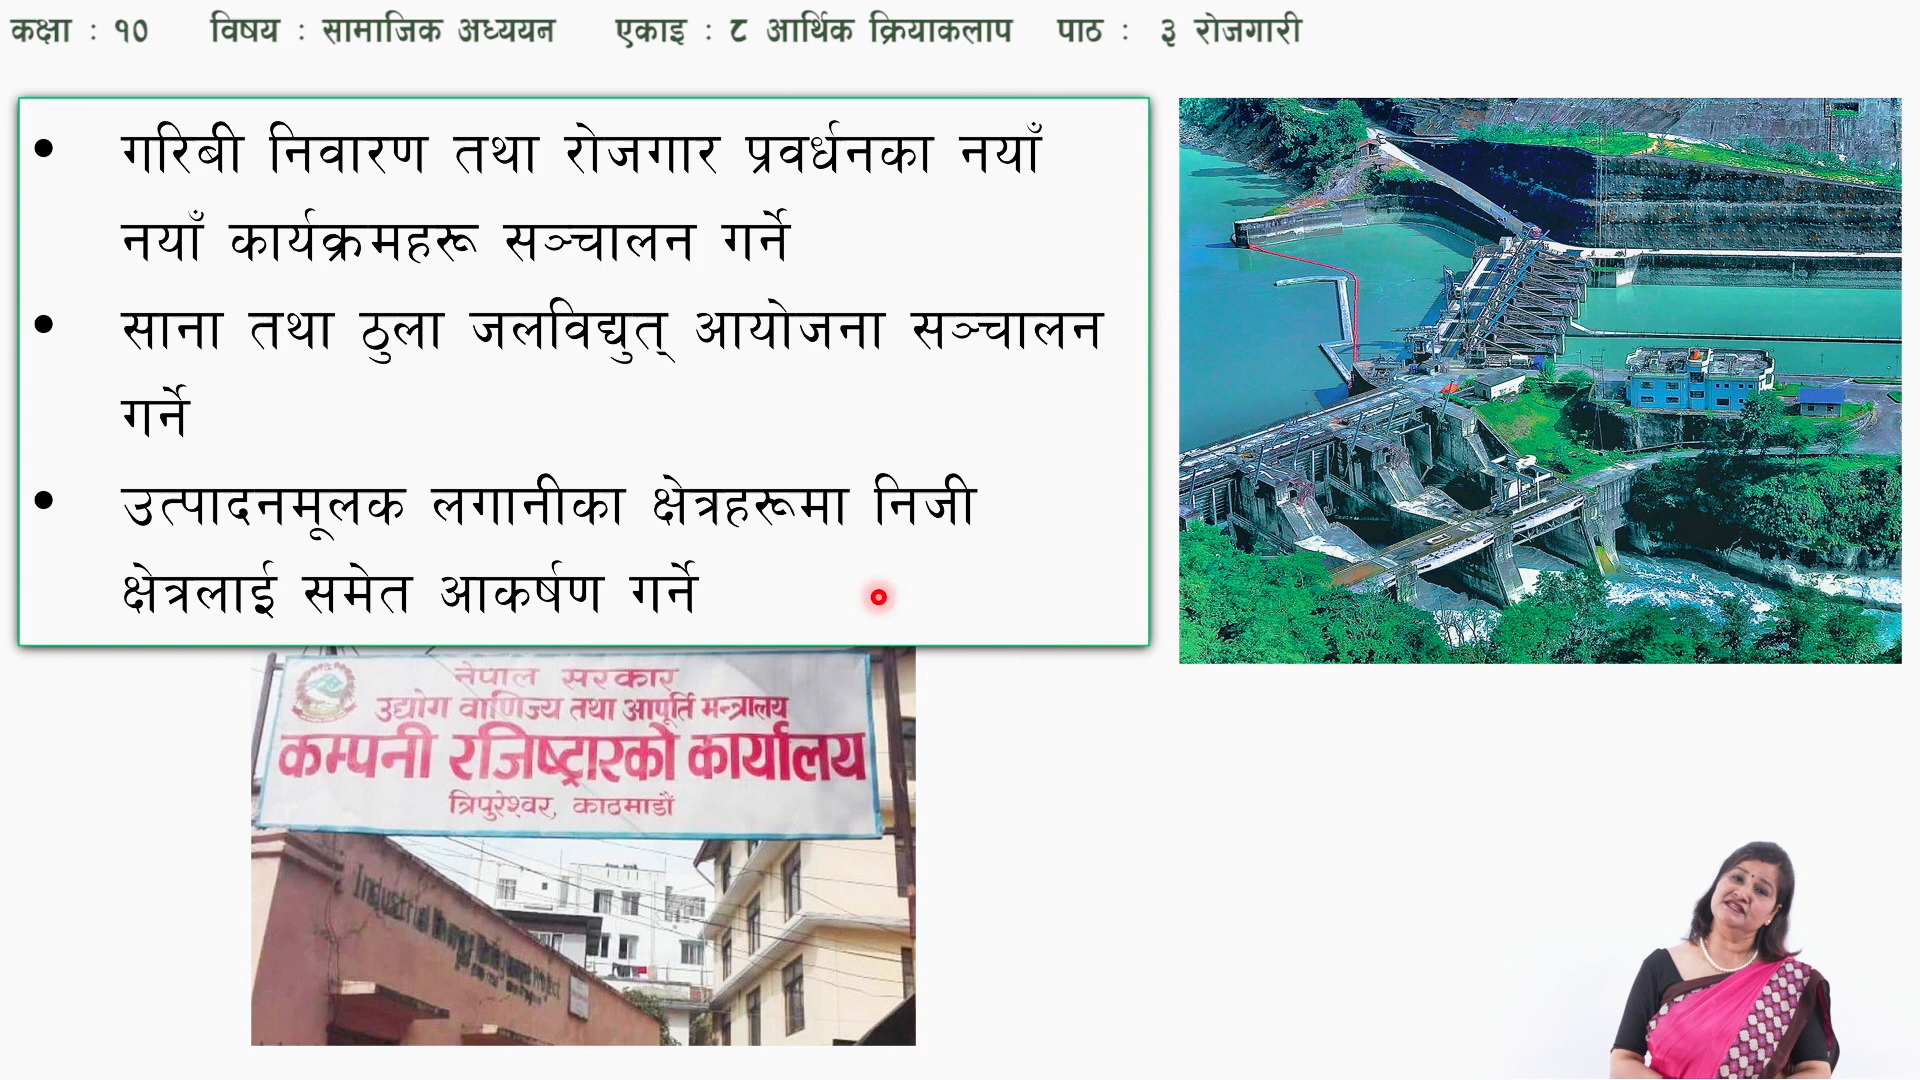 कक्षा : १० विषय : सामाजिक अध्ययन एकाइ : ८ आर्थिक क्रियाकलाप पाठ : ३ रोजगारी
• गरिबी निवारण तथा रोजगार प्रवर्धनका नयाँ
नयाँ कार्यक्रमहरू सञ्चालन गर्ने
• साना तथा ठुला जलविद्युत् आयोजना सञ्चालन
गर्ने
• उत्पादनमूलक लगानीका क्षेत्रहरूमा निजी
क्षेत्रलाई समेत आकर्षण गर्ने
नेपाल सरकार
उद्योग वाणिज्य तथा आपूर्ति मन्त्रालय
कम्पनी रजिष्ट्रारको कार्यालय
त्रिपुरेश्वर, काठमाडौं
Industrial Energy